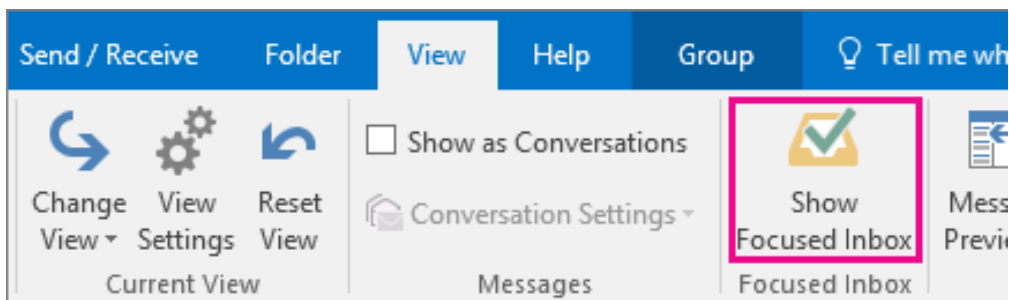 Send / Receive Folder View Help Group Tell me wh
Show as Conversations
Change View Reset Show Mess
View Settings View Conversation Settings Focused Inbox Previ
Current View Messages Focused Inbox